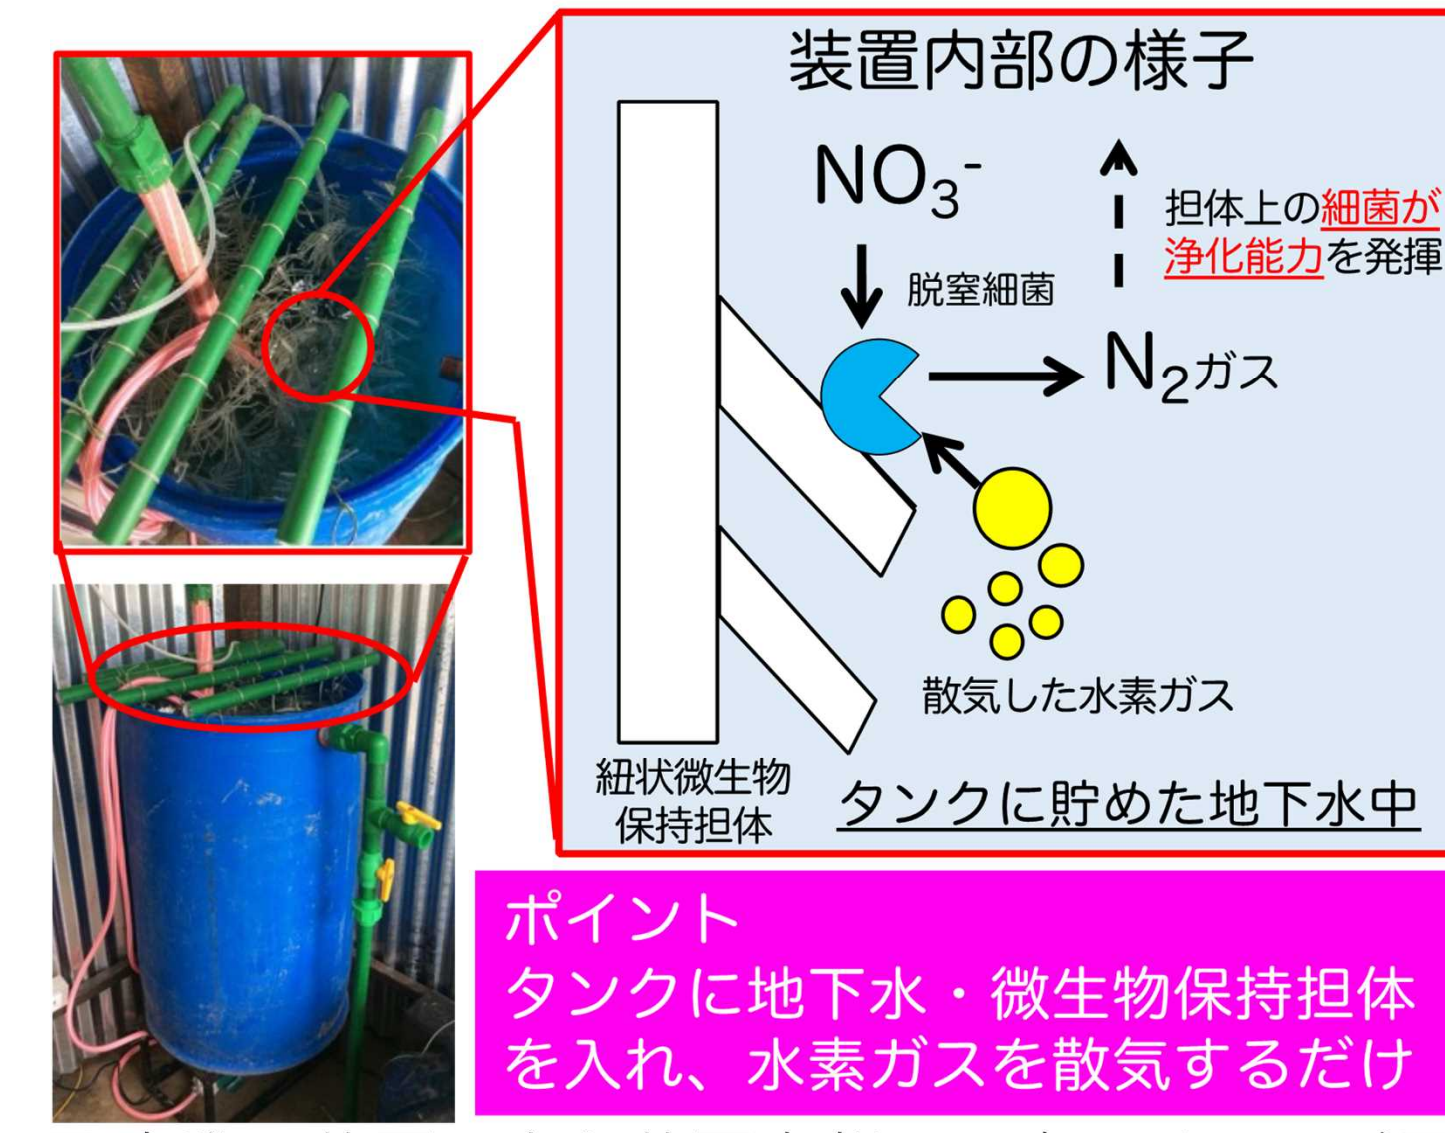 装置内部の様子
NO₃⁻
担体上の細菌が
浄化能力を発揮
脱窒細菌
N₂ガス
散気した水素ガス
紐状微生物
保持担体
タンクに貯めた地下水中
ポイント
タンクに地下水・微生物保持担体
を入れ、水素ガスを散気するだけ